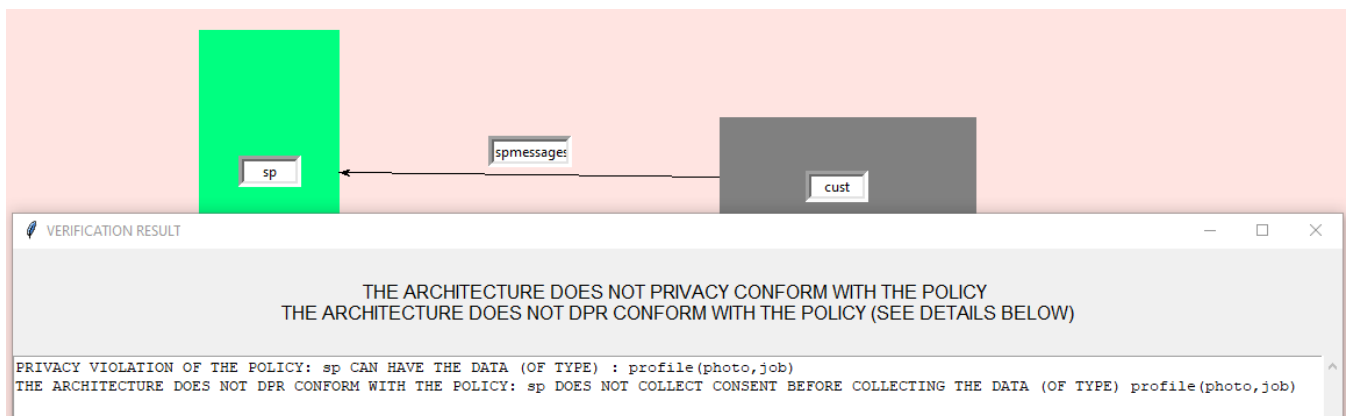 spmessages
sp
cust
VERIFICATION RESULT
THE ARCHITECTURE DOES NOT PRIVACY CONFORM WITH THE POLICY
THE ARCHITECTURE DOES NOT DPR CONFORM WITH THE POLICY (SEE DETAILS BELOW)
PRIVACY VIOLATION OF THE POLICY: sp CAN HAVE THE DATA (OF TYPE) : profile(photo,job)
THE ARCHITECTURE DOES NOT DPR CONFORM WITH THE POLICY: sp DOES NOT COLLECT CONSENT BEFORE COLLECTING THE DATA (OF TYPE) profile(photo,job)